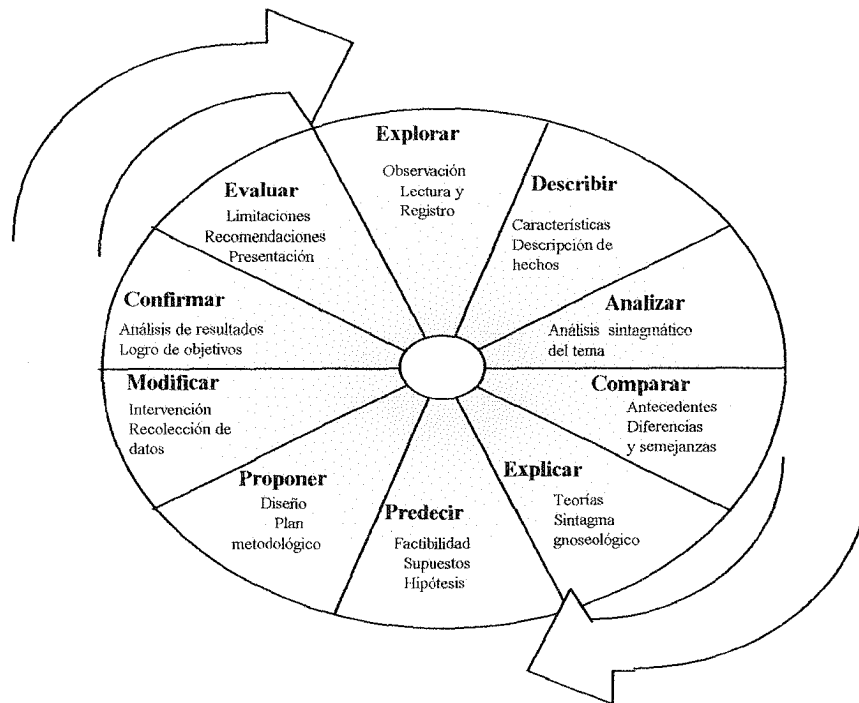 Explorar
Observación
Lectura y
Registro
Describir
Características
Descripción de
hechos
Analizar
Análisis sintagmático
del tema
Comparar
Antecedentes
Diferencias
y semejanzas
Explicar
Teorías
Sintagma
gnoseológico
Predecir
Factibilidad
Supuestos
Hipótesis
Proponer
Diseño
Plan
metodológico
Modificar
Intervención
Recolección de
datos
Confirmar
Análisis de resultados
Logro de objetivos
Evaluar
Limitaciones
Recomendaciones
Presentación